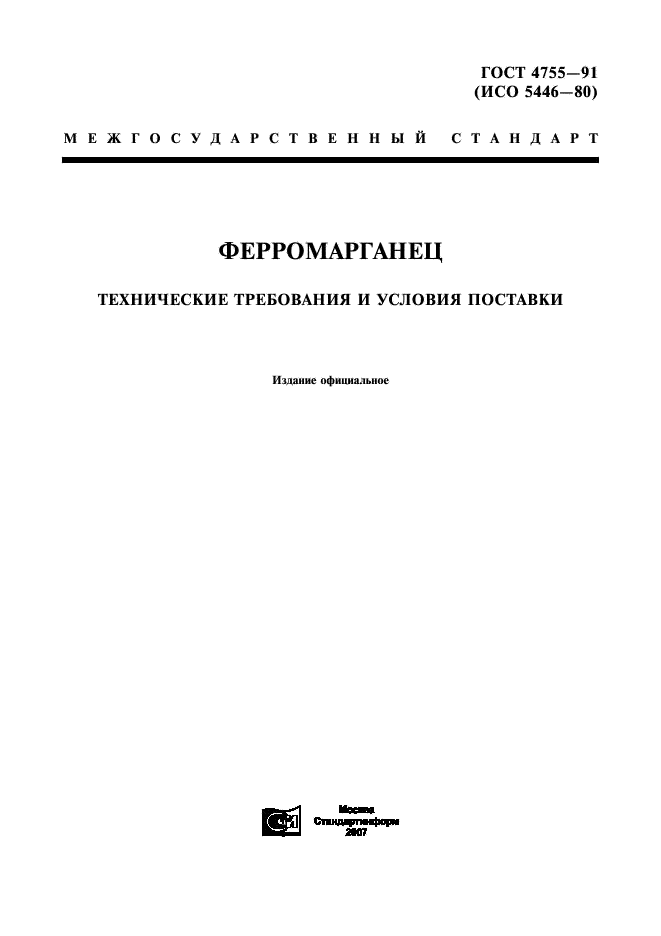 ГОСТ 4755—91
(ИСО 5446—80)
МЕЖГОСУДАРСТВЕННЫЙ СТАНДАРТ
ФЕРРОМАРГАНЕЦ
ТЕХНИЧЕСКИЕ ТРЕБОВАНИЯ И УСЛОВИЯ ПОСТАВКИ
Издание официальное
Москва
Стандартинформ
2007